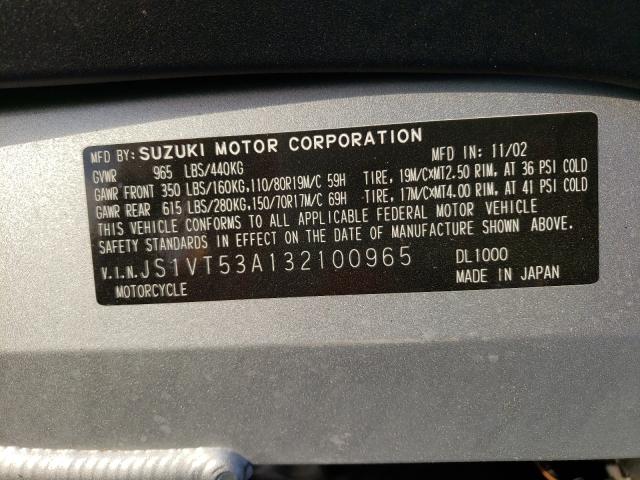 MFD BY: SUZUKI MOTOR CORPORATION MFD IN: 11/02
GVWR 965 LBS/440KG
GAWR FRONT 350 LBS/160KG,110/80R19M/C 59H TIRE, 19M/CxMT2.50 RIM, AT 36 PSI COLD
GAWR REAR 615 LBS/280KG,150/70R17M/C 69H TIRE, 17M/CxMT4.00 RIM, AT 41 PSI COLD
THIS VEHICLE CONFORMS TO ALL APPLICABLE FEDERAL MOTOR VEHICLE
SAFETY STANDARDS IN EFFECT ON THE DATE OF MANUFACTURE SHOWN ABOVE.
V.I.N. JS1VT53A132100965 DL1000
MOTORCYCLE MADE IN JAPAN